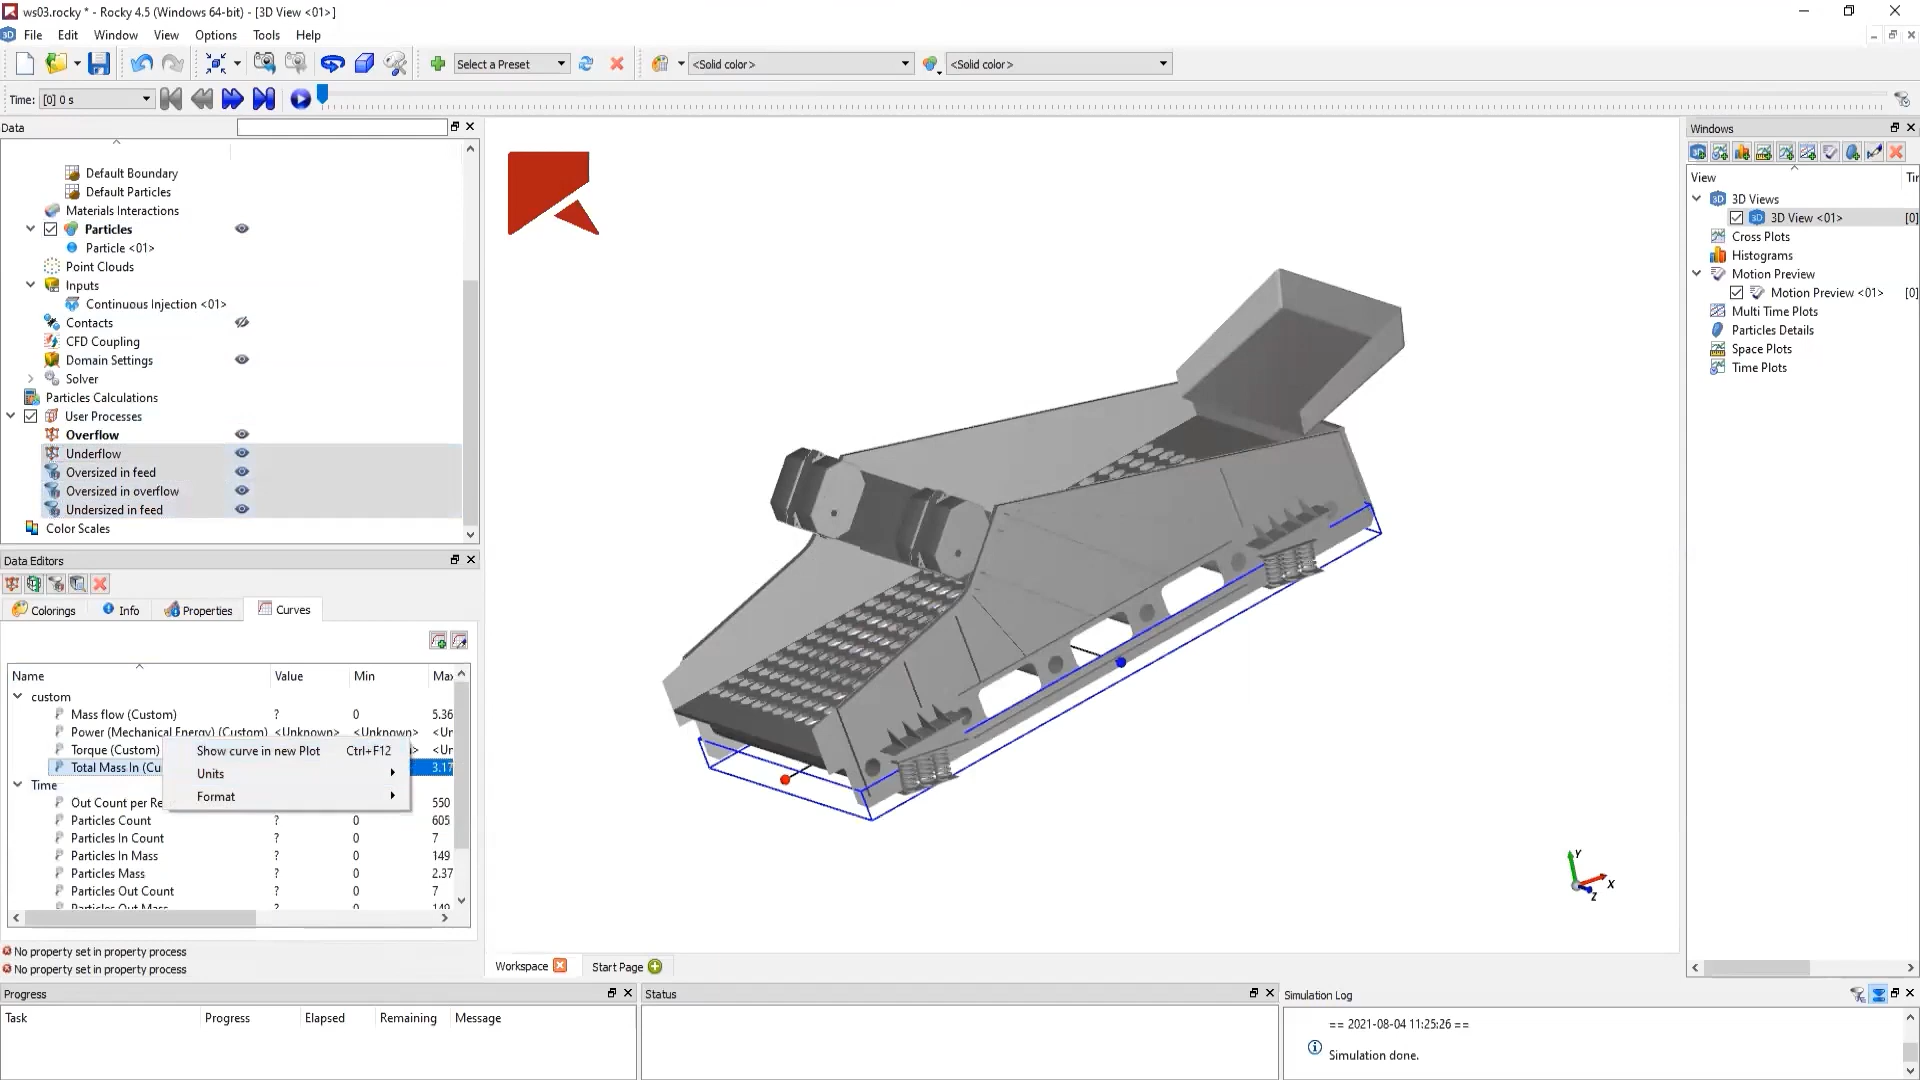 ws03.rocky * - Rocky 4.5 (Windows 64-bit) - [3D View <01>]
File Edit Window View Options Tools Help
Select a Preset <Solid color> <Solid color>
Time: [0] 0 s
Data
Default Boundary
Default Particles
Materials Interactions
Particles
Particle <01>
Point Clouds
Inputs
Continuous Injection <01>
Contacts
CFD Coupling
Domain Settings
Solver
Particles Calculations
User Processes
Overflow
Underflow
Oversized in feed
Oversized in overflow
Undersized in feed
Color Scales
Data Editors
Colorings Info Properties Curves
Name Value Min Max
custom
Mass flow (Custom) ? 0 5.36
Power (Mechanical Energy) (Custom) <Unknown> <Unknown> <Ur
Torque (Custom) <Ur
Total Mass In (Cu 3.17
Show curve in new Plot Ctrl+F12
Units
Format
Time
Out Count per Re 550
Particles Count ? 0 605
Particles In Count ? 0 7
Particles In Mass ? 0 149
Particles Mass ? 0 2.37
Particles Out Count ? 0 7
Particles Out Mass ? 0 149
No property set in property process
No property set in property process
Y
X
Z
Workspace Start Page
Windows
View Tir
3D Views
3D 3D View <01> [0]
Cross Plots
Histograms
Motion Preview
Motion Preview <01> [0]
Multi Time Plots
Particles Details
Space Plots
Time Plots
Progress
Task Progress Elapsed Remaining Message
Status
Simulation Log
== 2021-08-04 11:25:26 ==
Simulation done.